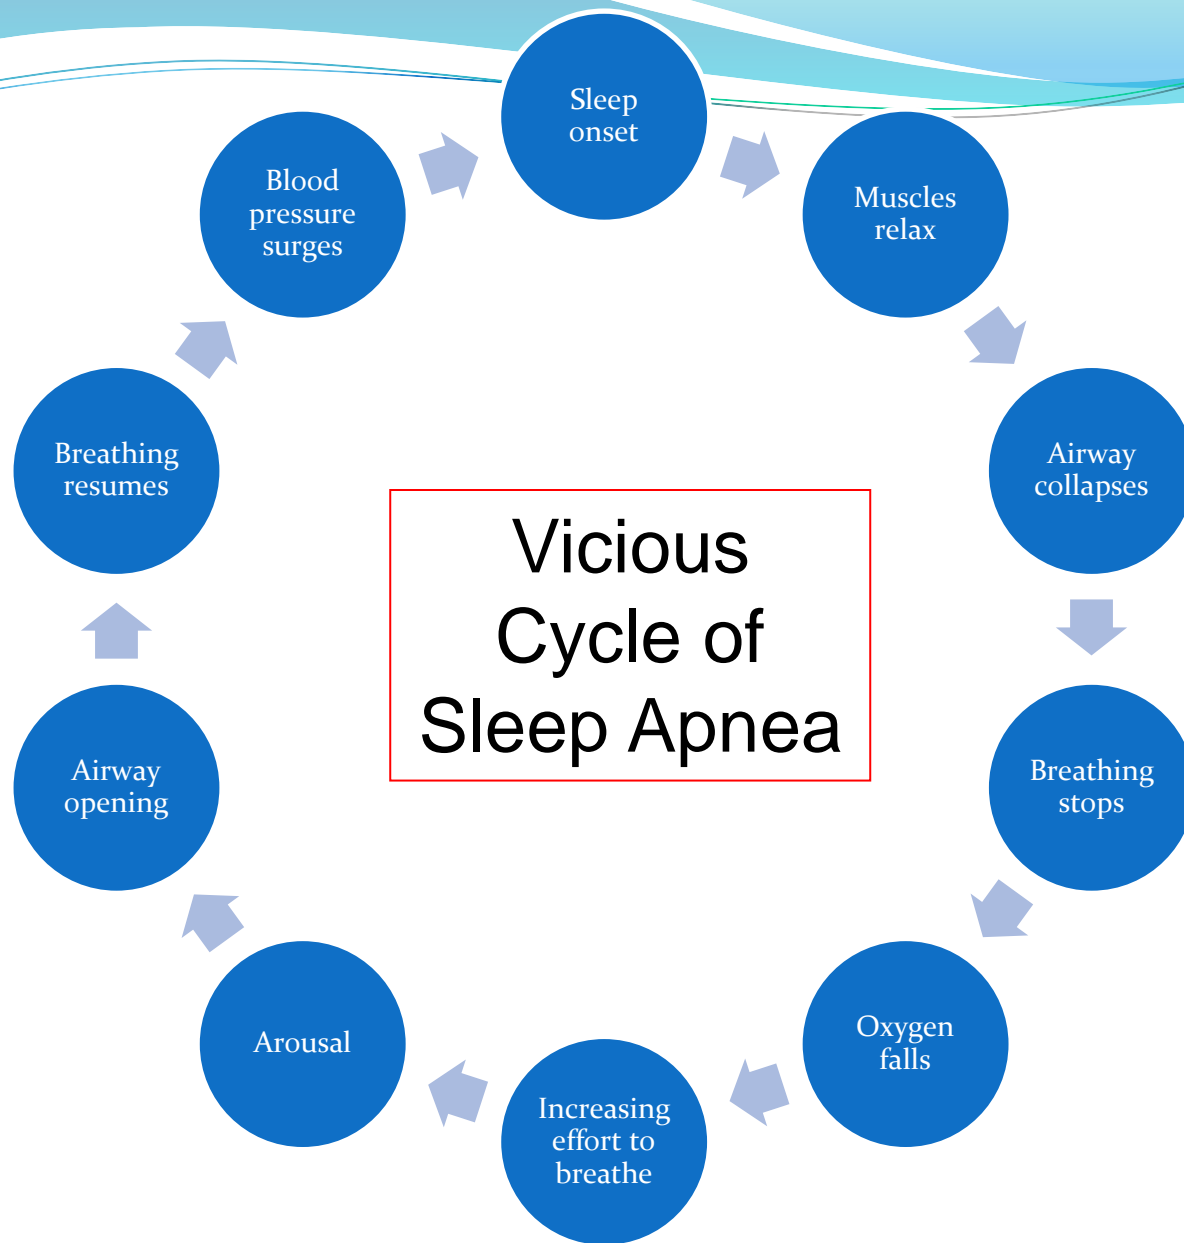 Sleep
onset
Muscles
relax
Airway
collapses
Breathing
stops
Oxygen
falls
Increasing
effort to
breathe
Arousal
Airway
opening
Breathing
resumes
Blood
pressure
surges
Vicious
Cycle of
Sleep Apnea